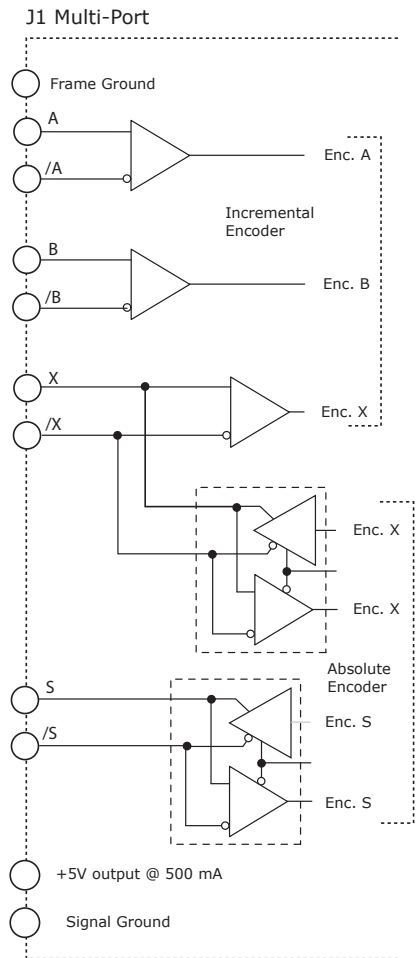 J1 Multi-Port
Frame Ground
A
/A
Enc. A
Incremental
Encoder
B
/B
Enc. B
X
/X
Enc. X
Enc. X
Enc. X
Absolute
Encoder
S
/S
Enc. S
Enc. S
+5V output @ 500 mA
Signal Ground